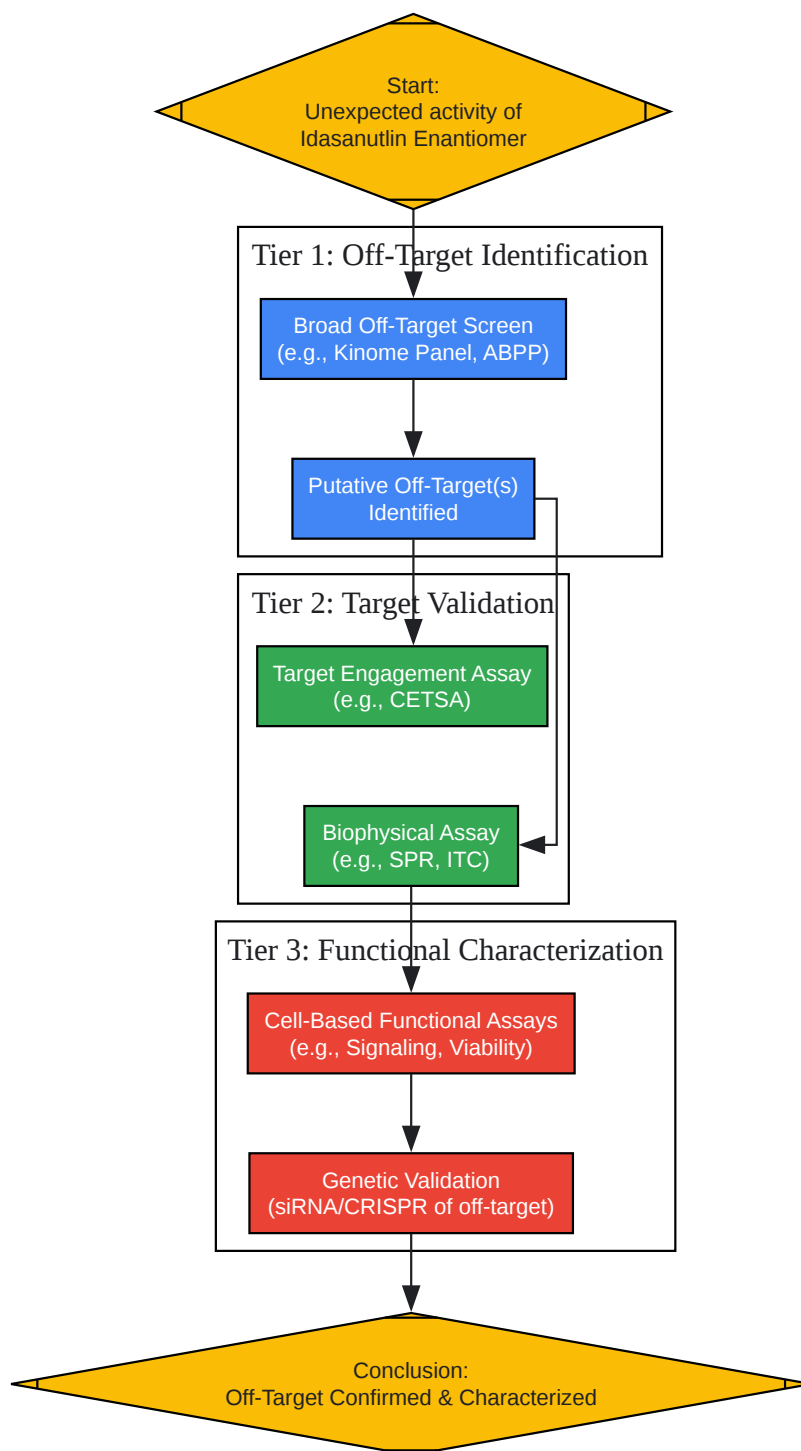 Start:
Unexpected activity of
Idasanutlin Enantiomer
Tier 1: Off-Target Identification
Broad Off-Target Screen
(e.g., Kinome Panel, ABPP)
Putative Off-Target(s)
Identified
Tier 2: Target Validation
Target Engagement Assay
(e.g., CETSA)
Biophysical Assay
(e.g., SPR, ITC)
Tier 3: Functional Characterization
Cell-Based Functional Assays
(e.g., Signaling, Viability)
Genetic Validation
(siRNA/CRISPR of off-target)
Conclusion:
Off-Target Confirmed & Characterized